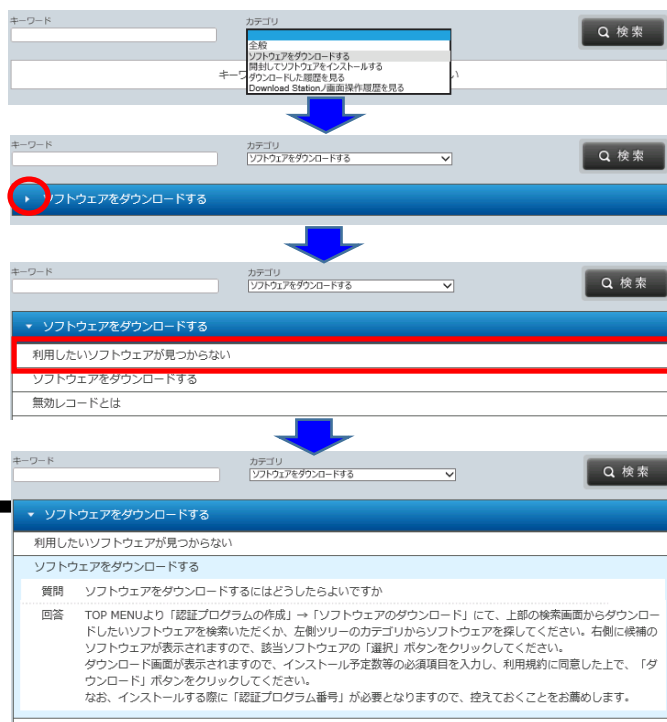 キーワード
カテゴリ
検索
全般
ソフトウェアをダウンロードする
開封してソフトウェアをインストールする
ダウンロードした履歴を見る
Download Station/画面操作履歴を見る
キーワ
い
キーワード
カテゴリ
ソフトウェアをダウンロードする
検索
ソフトウェアをダウンロードする
キーワード
カテゴリ
ソフトウェアをダウンロードする
検索
ソフトウェアをダウンロードする
利用したいソフトウェアが見つからない
ソフトウェアをダウンロードする
無効レコードとは
キーワード
カテゴリ
ソフトウェアをダウンロードする
検索
ソフトウェアをダウンロードする
利用したいソフトウェアが見つからない
ソフトウェアをダウンロードする
質問 ソフトウェアをダウンロードするにはどうしたらよいですか
回答 TOP MENUより「認証プログラムの作成」→「ソフトウェアのダウンロード」にて、上部の検索画面からダウンロー
ドしたいソフトウェアを検索いただくか、左側ツリーのカテゴリからソフトウェアを探してください。右側に候補の
ソフトウェアが表示されますので、該当ソフトウェアの「選択」ボタンをクリックしてください。
ダウンロード画面が表示されますので、インストール予定数等の必須項目を入力し、利用規約に同意した上で、「ダ
ウンロード」ボタンをクリックしてください。
なお、インストールする際に「認証プログラム番号」が必要となりますので、控えておくことをお薦めします。